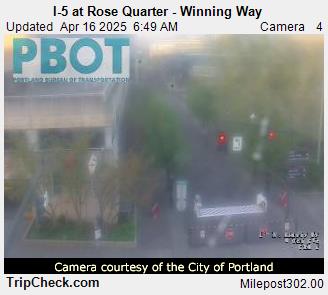 I-5 at Rose Quarter - Winning Way
Updated Apr 16 2025 6:49 AM Camera 4
PBOT
PORTLAND BUREAU OF TRANSPORTATION
Camera courtesy of the City of Portland
TripCheck.com Milepost302.00